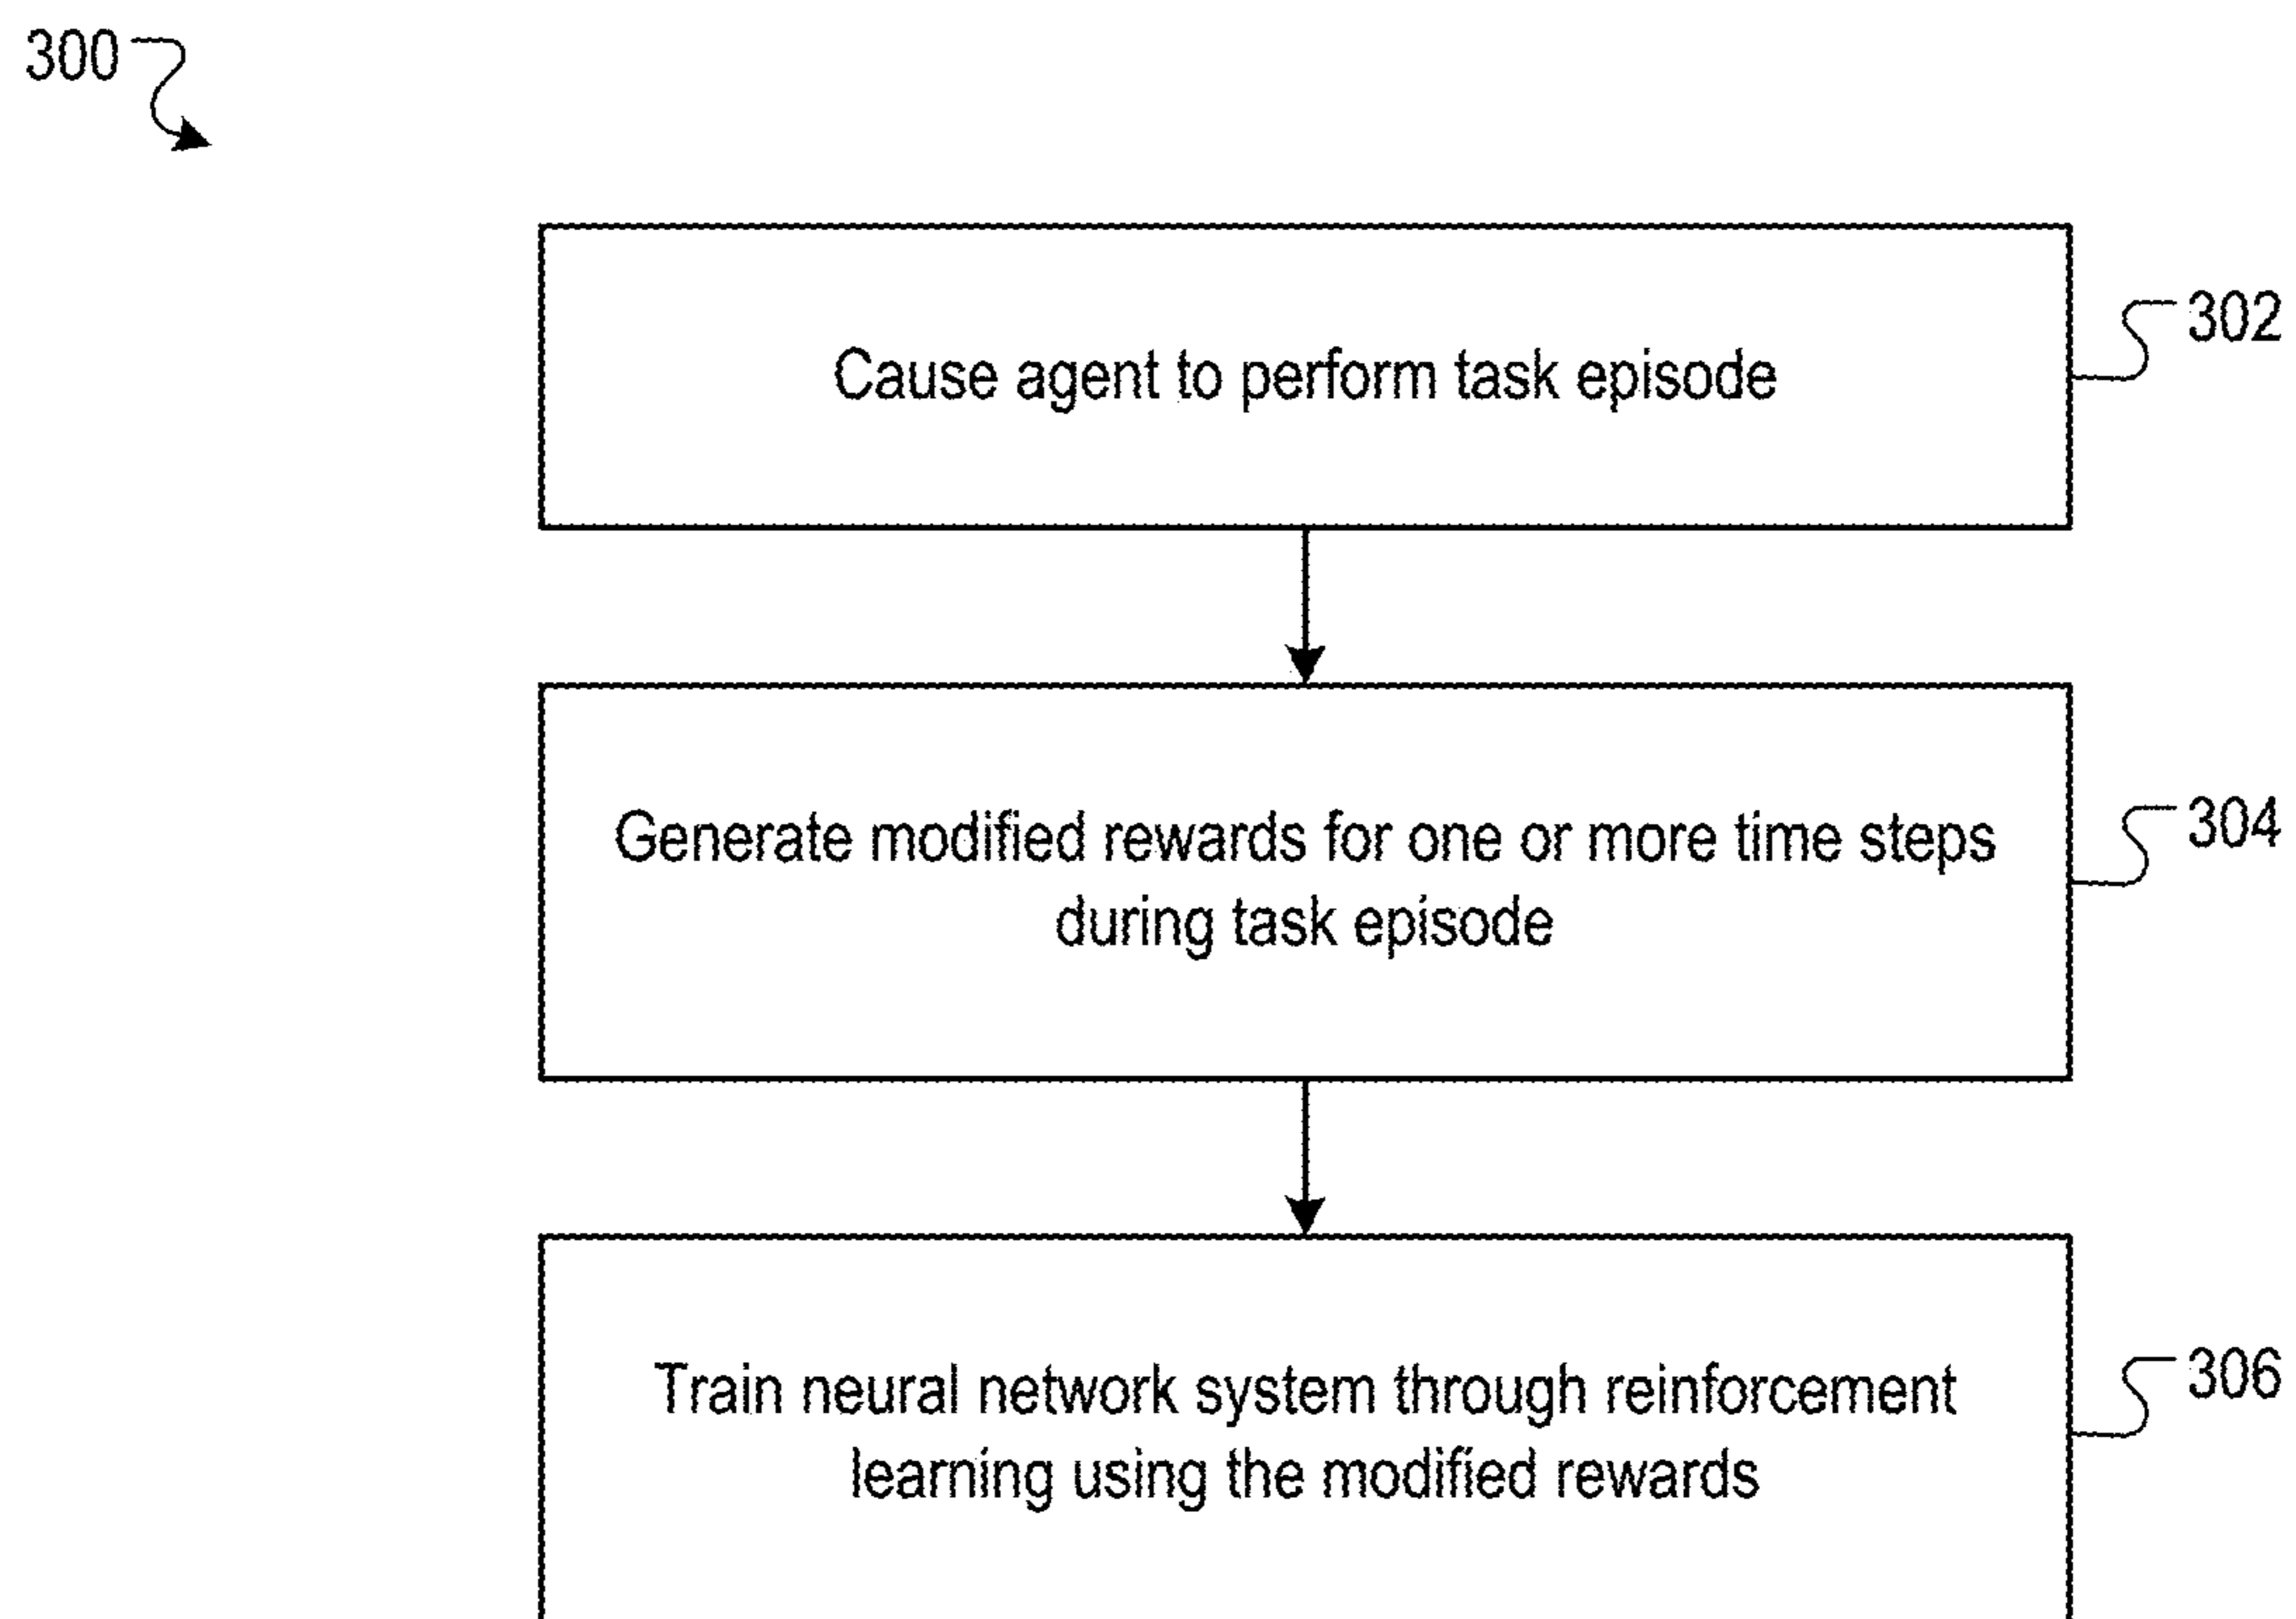 300
302
Cause agent to perform task episode
304
Generate modified rewards for one or more time steps
during task episode
306
Train neural network system through reinforcement
learning using the modified rewards